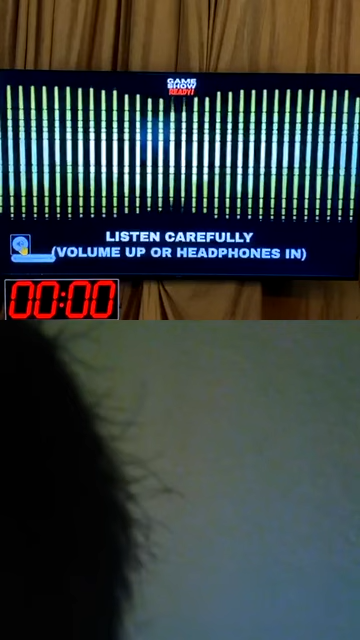 GAME
SHOW
READY!
LISTEN CAREFULLY
(VOLUME UP OR HEADPHONES IN)
00:00